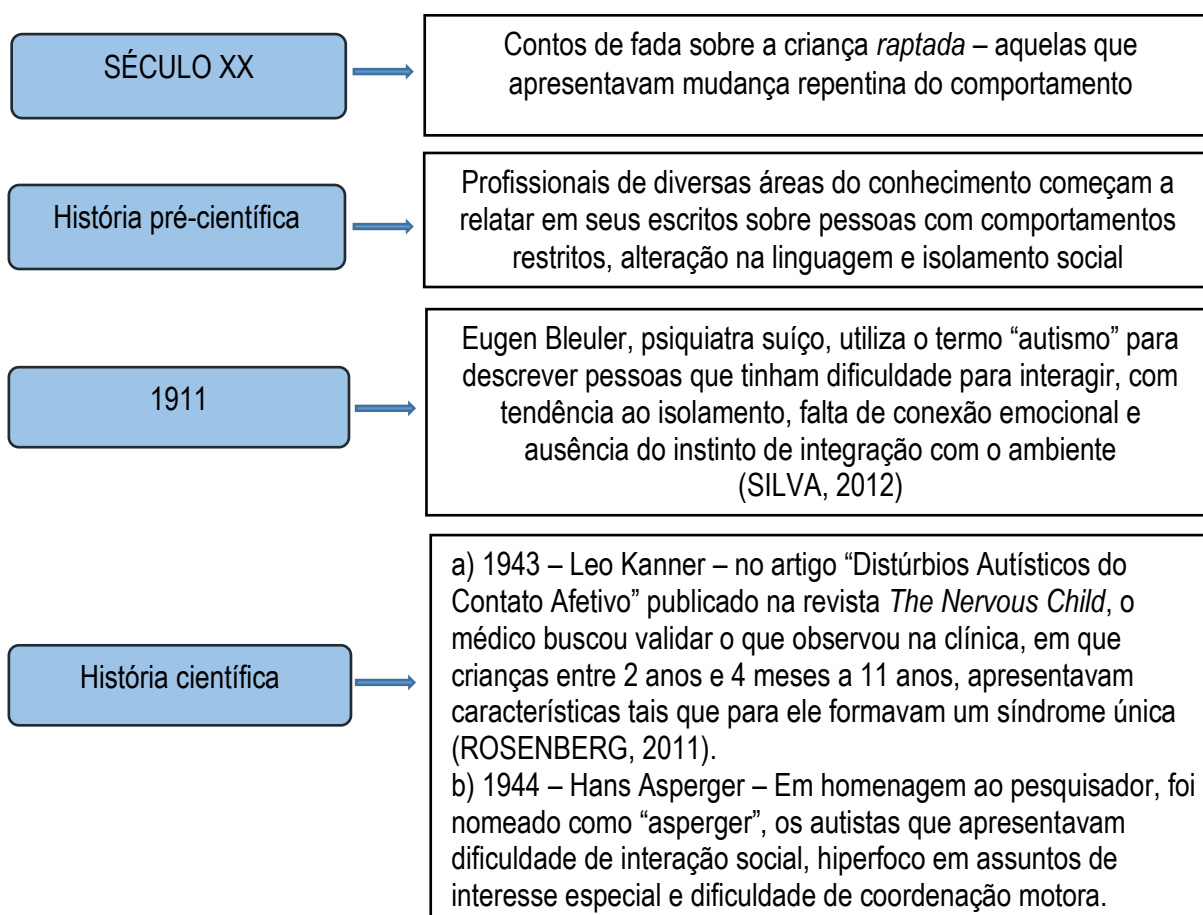 SÉCULO XX
Contos de fada sobre a criança raptada – aquelas que
apresentavam mudança repentina do comportamento
História pré-científica
Profissionais de diversas áreas do conhecimento começam a
relatar em seus escritos sobre pessoas com comportamentos
restritos, alteração na linguagem e isolamento social
1911
Eugen Bleuler, psiquiatra suíço, utiliza o termo “autismo” para
descrever pessoas que tinham dificuldade para interagir, com
tendência ao isolamento, falta de conexão emocional e
ausência do instinto de integração com o ambiente
(SILVA, 2012)
História científica
a) 1943 – Leo Kanner – no artigo “Distúrbios Autísticos do
Contato Afetivo” publicado na revista The Nervous Child, o
médico buscou validar o que observou na clínica, em que
crianças entre 2 anos e 4 meses a 11 anos, apresentavam
características tais que para ele formavam um síndrome única
(ROSENBERG, 2011).
b) 1944 – Hans Asperger – Em homenagem ao pesquisador, foi
nomeado como “asperger”, os autistas que apresentavam
dificuldade de interação social, hiperfoco em assuntos de
interesse especial e dificuldade de coordenação motora.